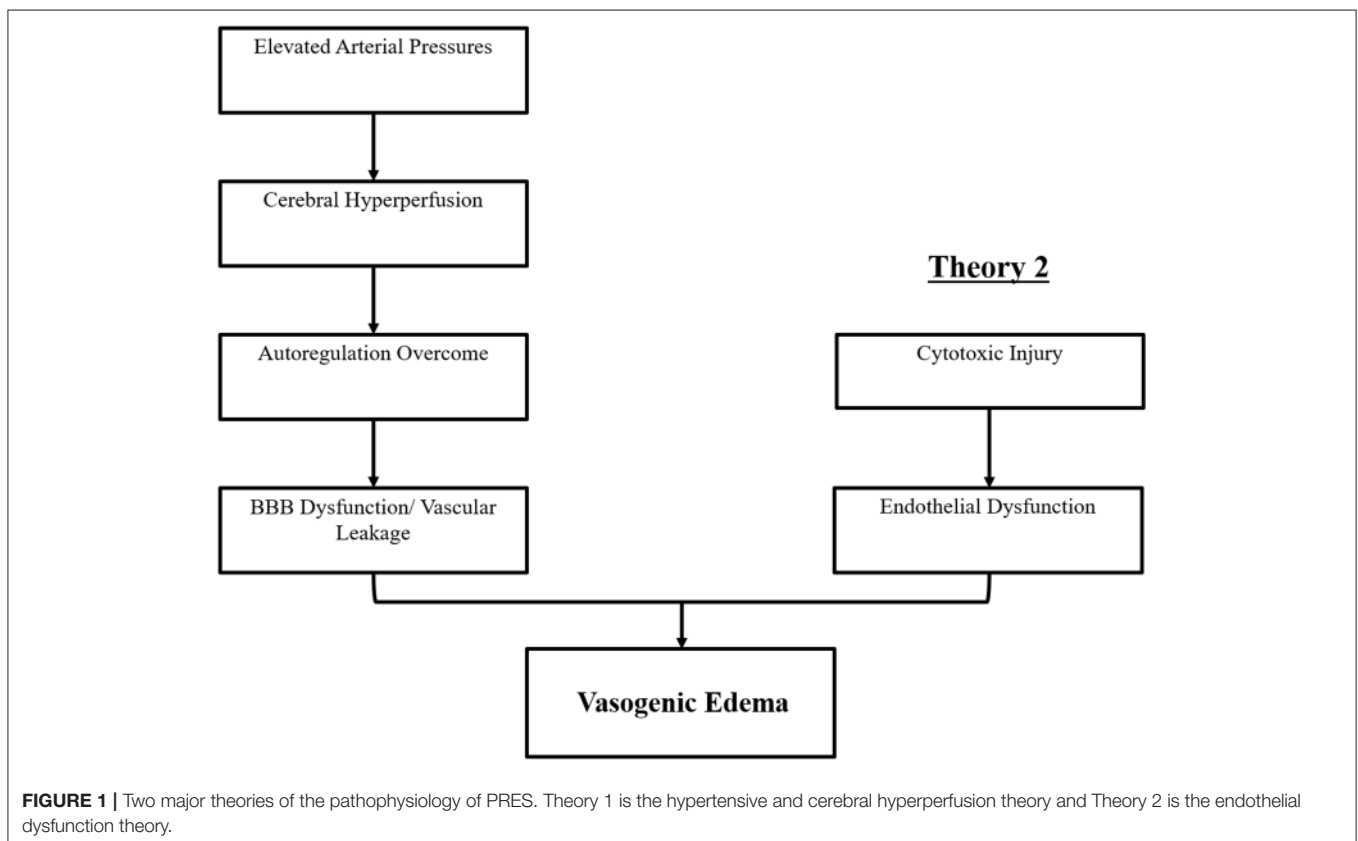 Elevated Arterial Pressures
Cerebral Hyperperfusion
Autoregulation Overcome
BBB Dysfunction/ Vascular
Leakage
Theory 2
Cytotoxic Injury
Endothelial Dysfunction
Vasogenic Edema
FIGURE 1 | Two major theories of the pathophysiology of PRES. Theory 1 is the hypertensive and cerebral hyperperfusion theory and Theory 2 is the endothelial
dysfunction theory.